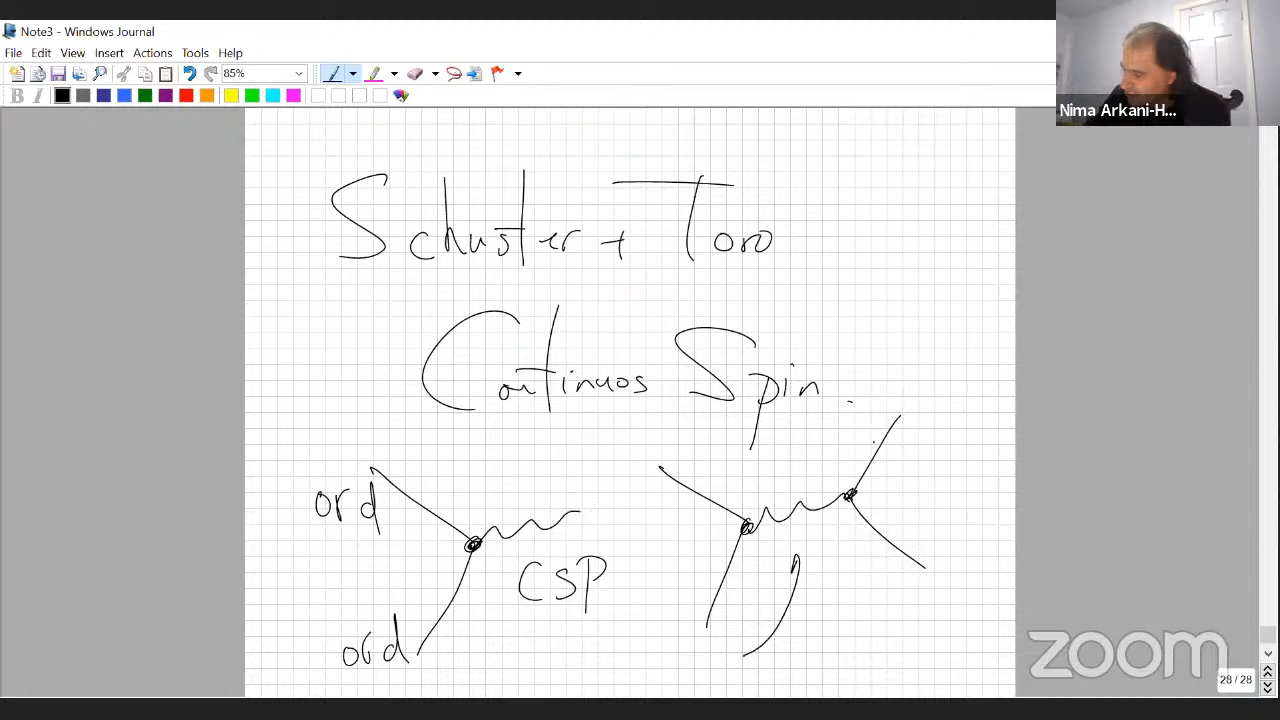 Note3 - Windows Journal
File Edit View Insert Actions Tools Help
85%
B I
Nima Arkani-H...
Schuster + Toro
Continuos Spin.
ord
CSP
ord
zoom
28 / 28